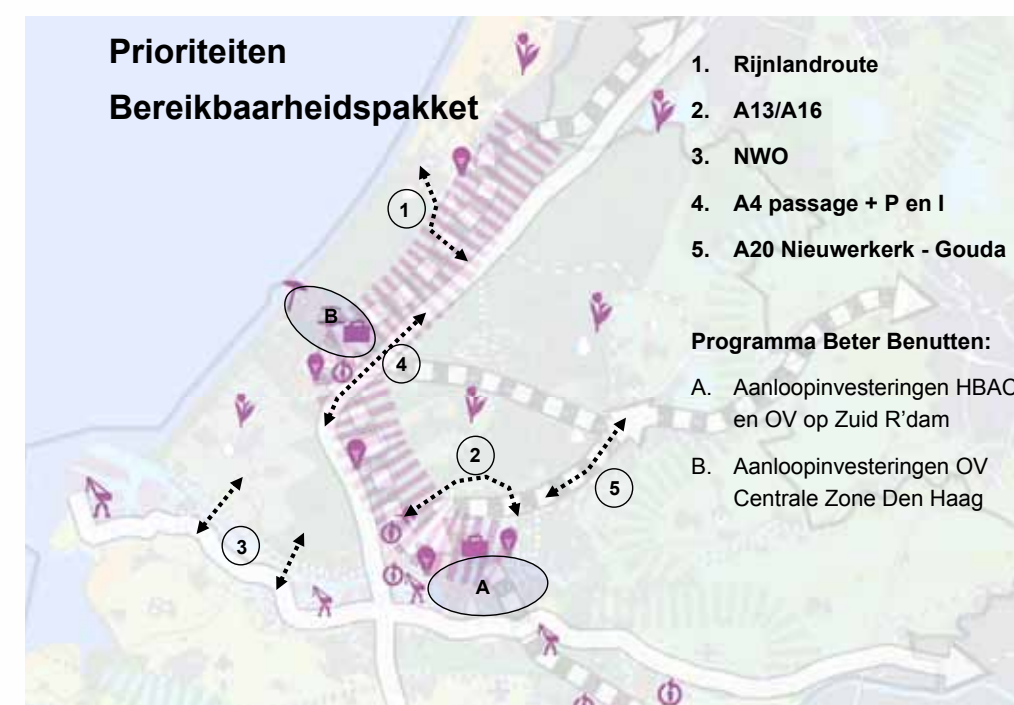 Prioriteiten
Bereikbaarheidspakket
1. Rijnlandroute
2. A13/A16
3. NWO
4. A4 passage + P en I
5. A20 Nieuwerkerk - Gouda
Programma Beter Benutten:
A. Aanloopinvesteringen HBAC
en OV op Zuid R’dam
B. Aanloopinvesteringen OV
Centrale Zone Den Haag
1
B
4
2
5
3
A